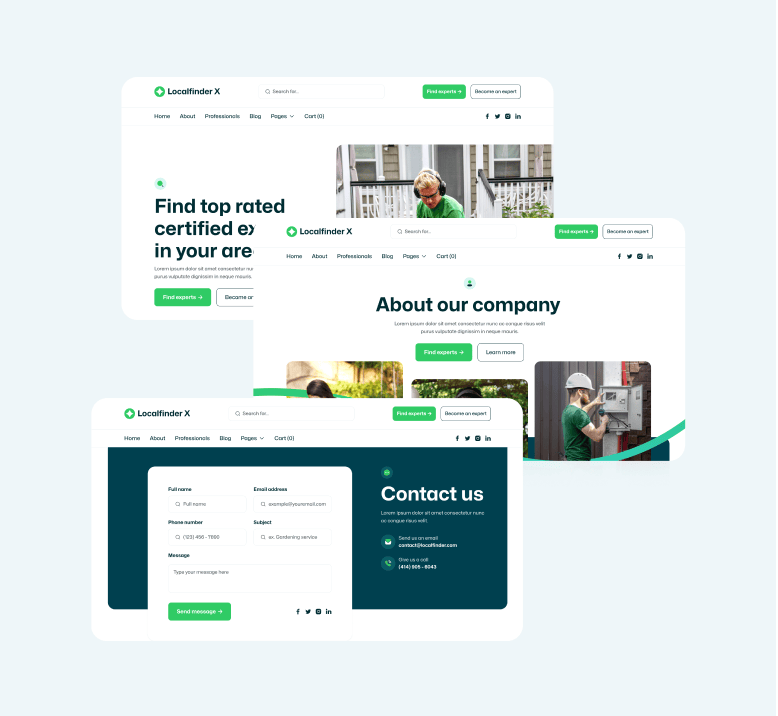 Localfinder X
Search for..
Find experts →
Become an expert
Home About Professionals Blog Pages Cart (0)
Find top rated
certified ex
in your are
Lorem ipsum dolor sit amet consectetur nun
purus vulputate dignissim in neque mauris.
Find experts →
Become an
Localfinder X
Search for..
Find experts →
Become an expert
Home About Professionals Blog Pages Cart (0)
About our company
Lorem ipsum dolor sit amet consectetur nunc ac congue risus velit
purus vulputate dignissim in neque mauris.
Find experts →
Learn more
Localfinder X
Search for..
Find experts →
Become an expert
Home About Professionals Blog Pages Cart (0)
Full name
Full name
Email address
example@youremail.com
Phone number
(123) 456 - 7890
Subject
ex. Gardening service
Message
Type your message here
Send message →
Contact us
Lorem ipsum dolor sit amet consectetur nunc
ac congue risus velit
Send us an email
contact@localfinder.com
Give us a call
(414) 905 - 8043